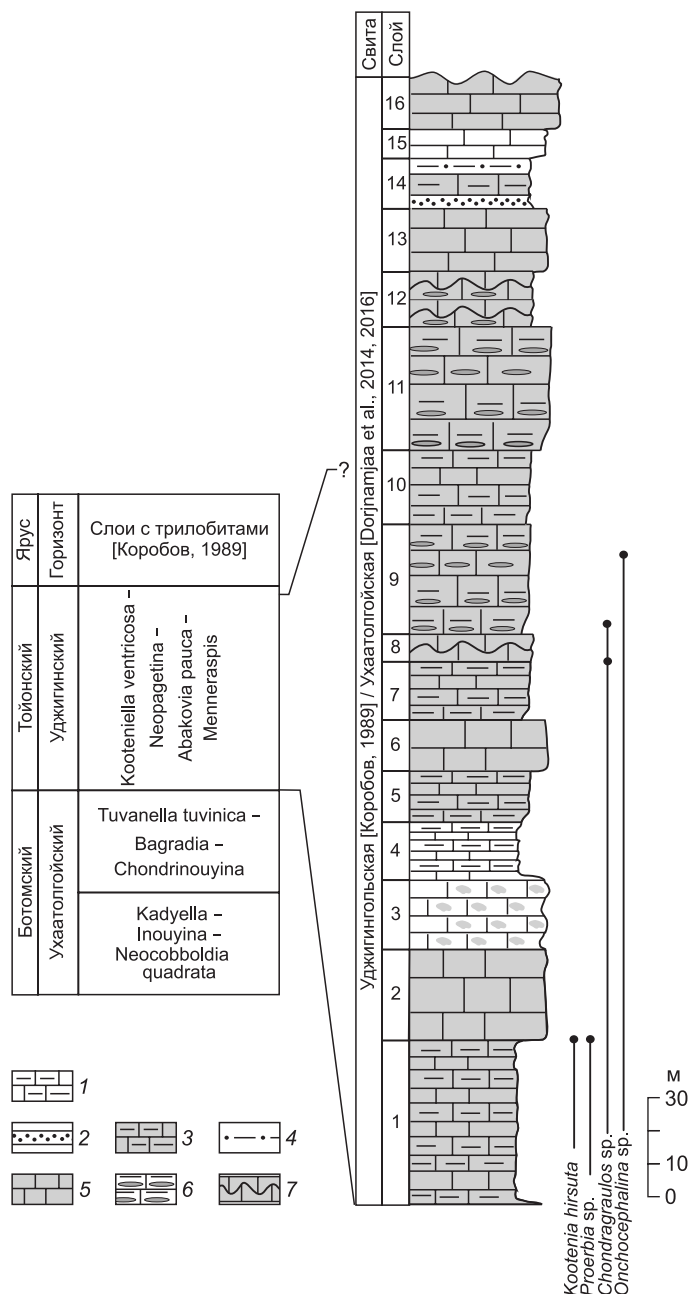 Свита
Слой
16
15
14
13
12
11
10
9
8
7
6
5
4
3
2
1
Уджигингольская [Коробов, 1989] / Ухаатолгойская [Dorjnamjaa et al., 2014, 2016]
?
Ярус
Горизонт
Слои с трилобитами
[Коробов, 1989]
Тойонский
Уджигинский
Kooteniella ventricosa –
Neopagetina –
Abakovia pauca –
Menneraspis
Ботомский
Ухаатолгойский
Tuvanella tuvinica –
Bagradia –
Chondrinouyina
Kadyella –
Inouyina –
Neocobboldia
quadrata
1
2
3
4
5
6
7
м
30
10
0
Kootenia hirsuta
Proerbia sp.
Chondragraulos sp.
Onchocephalina sp.